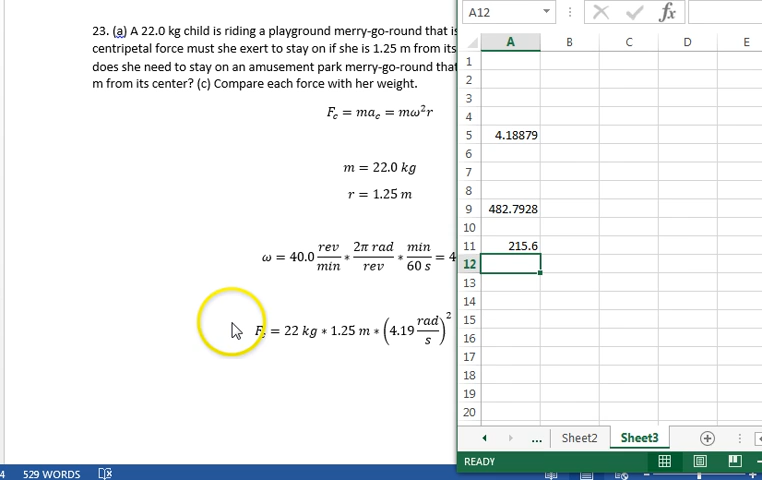 23. (a) A 22.0 kg child is riding a playground merry-go-round that is
centripetal force must she exert to stay on if she is 1.25 m from its
does she need to stay on an amusement park merry-go-round that
m from its center? (c) Compare each force with her weight.
F_c = ma_c = mω²r
m = 22.0 kg
r = 1.25 m
ω = 40.0 rev/min * 2π rad/rev * min/60 s = 4
F = 22 kg * 1.25 m * (4.19 rad/s)²
529 WORDS
A12
fx
A B C D E
1
2
3
4
5 4.18879
6
7
8
9 482.7928
10
11 215.6
12
13
14
15
16
17
18
19
20
... Sheet2 Sheet3
READY